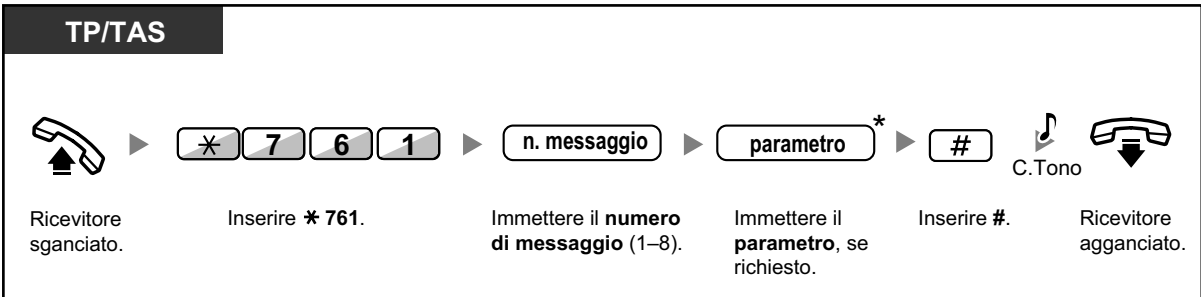 TP/TAS
* 7 6 1 n. messaggio parametro * #
C.Tono
Ricevitore sganciato.
Inserire * 761.
Immettere il numero di messaggio (1–8).
Immettere il parametro, se richiesto.
Inserire #.
Ricevitore agganciato.